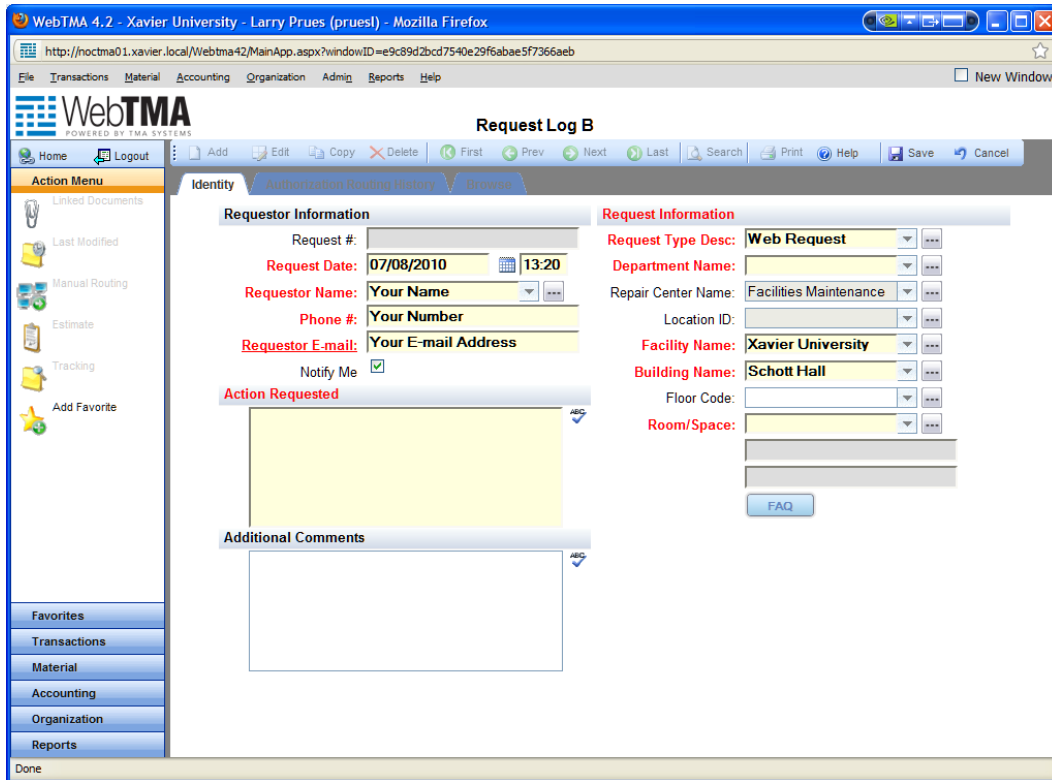 WebTMA 4.2 - Xavier University - Larry Prues (pruesl) - Mozilla Firefox
http://noctma01.xavier.local/Webtma42/MainApp.aspx?windowID=e9c89d2bcd7540e29f6abae5f7366aeb
File Transactions Material Accounting Organization Admin Reports Help New Window
WebTMA
POWERED BY TMA SYSTEMS
Request Log B
Home Logout Add Edit Copy Delete First Prev Next Last Search Print Help Save Cancel
Action Menu
Linked Documents
Last Modified
Manual Routing
Estimate
Tracking
Add Favorite
Favorites
Transactions
Material
Accounting
Organization
Reports
Identity Authorization Routing History Browse
Requestor Information
Request #:
Request Date: 07/08/2010 13:20
Requestor Name: Your Name
Phone #: Your Number
Requestor E-mail: Your E-mail Address
Notify Me
Action Requested
ABC
Additional Comments
ABC
Request Information
Request Type Desc: Web Request
Department Name:
Repair Center Name: Facilities Maintenance
Location ID:
Facility Name: Xavier University
Building Name: Schott Hall
Floor Code:
Room/Space:
FAQ
Done